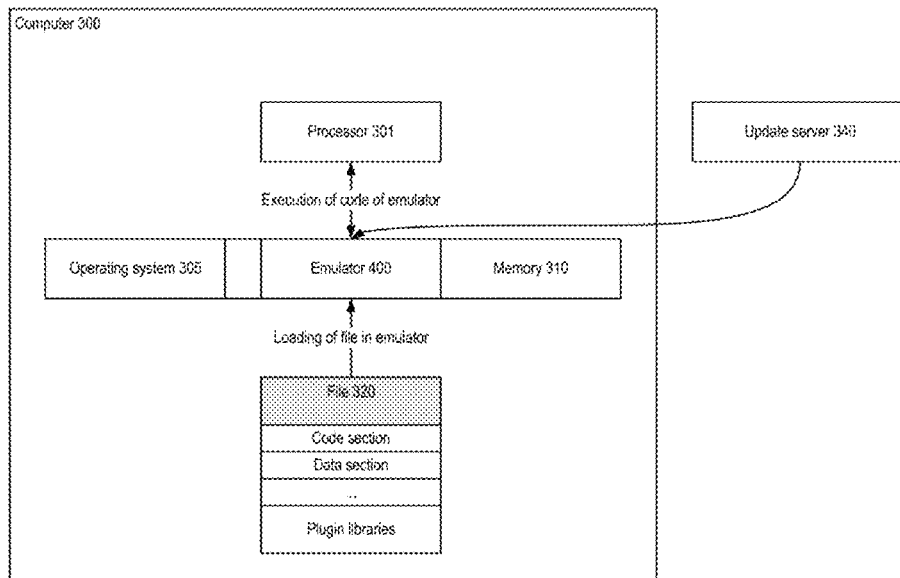 Computer 300
Processor 301
Update server 340
Execution of code of emulator
Operating system 305
Emulator 400
Memory 310
Loading of file in emulator
File 320
Code section
Data section
...
Plugin libraries